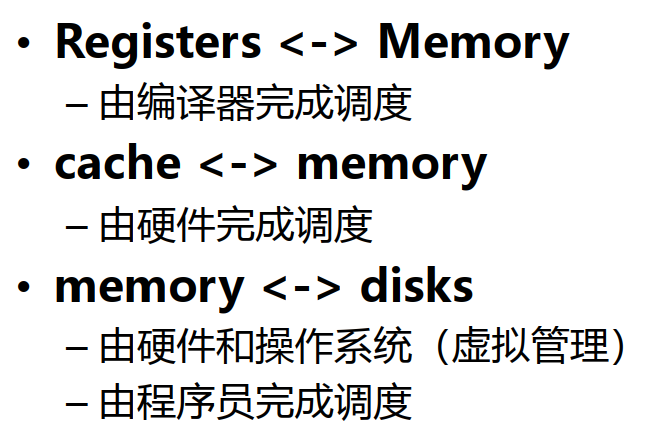 • Registers <-> Memory
– 由编译器完成调度
• cache <-> memory
– 由硬件完成调度
• memory <-> disks
– 由硬件和操作系统（虚拟管理）
– 由程序员完成调度